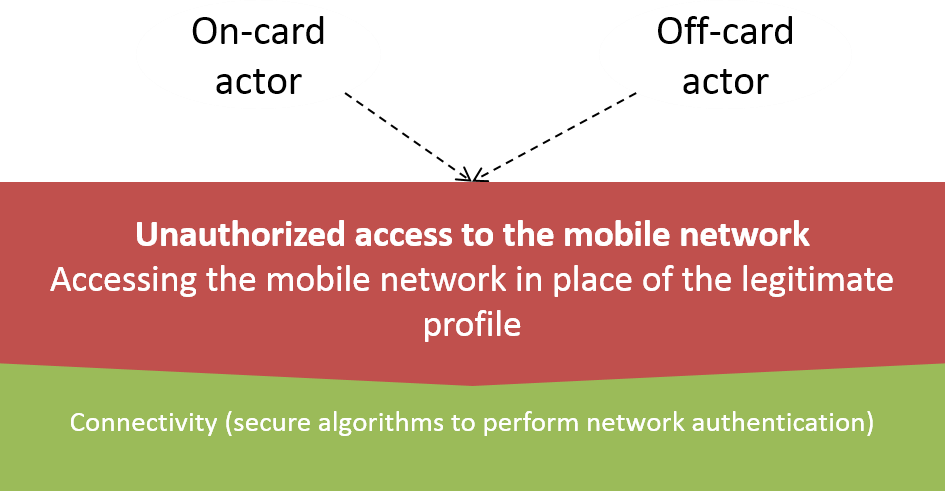 On-card
actor
Off-card
actor
Unauthorized access to the mobile network
Accessing the mobile network in place of the legitimate
profile
Connectivity (secure algorithms to perform network authentication)